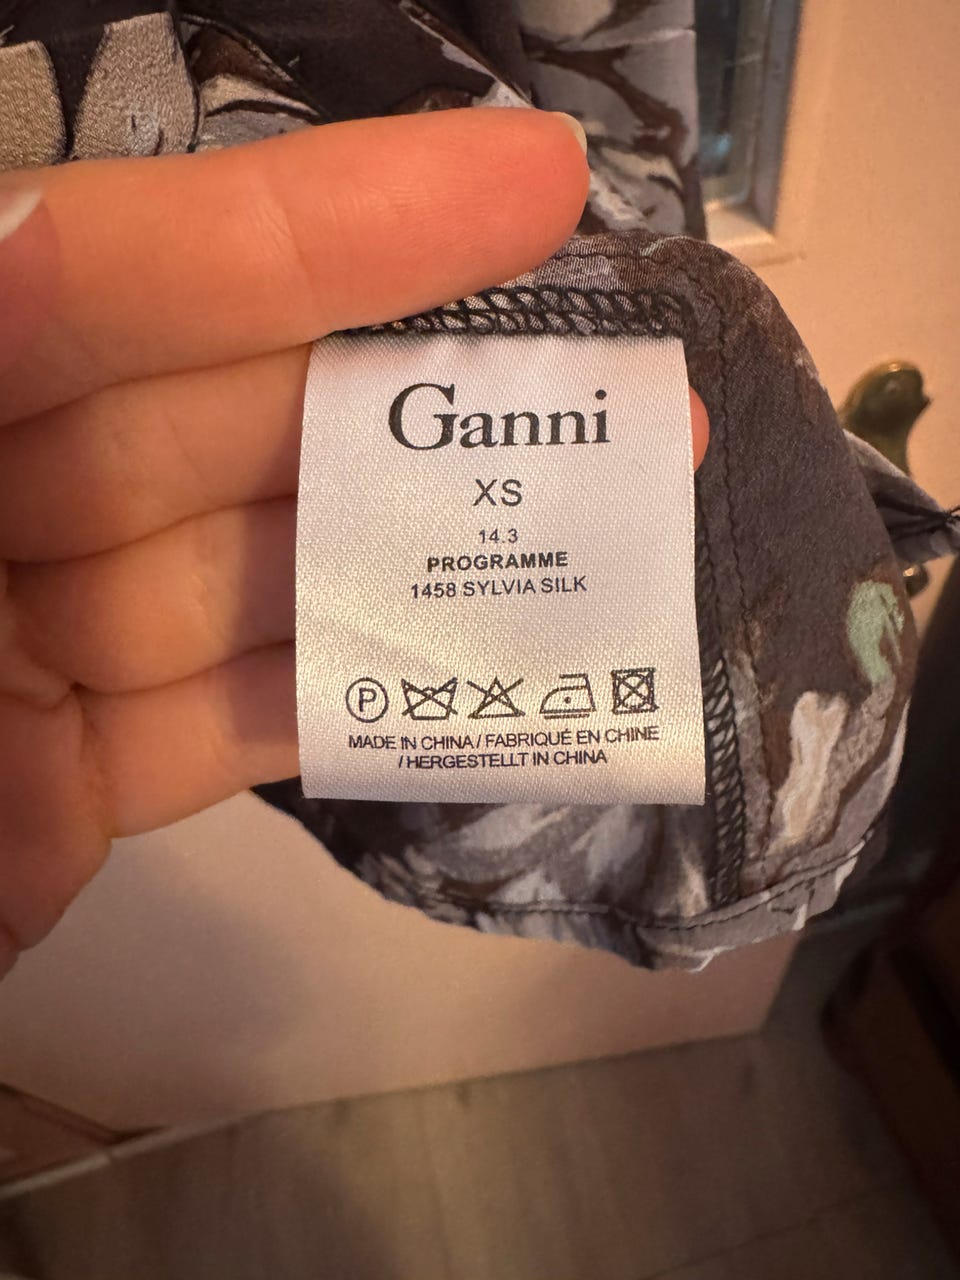 Ganni
XS
14.3
PROGRAMME
1458 SYLVIA SILK
P
MADE IN CHINA / FABRIQUÉ EN CHINE
/ HERGESTELLT IN CHINA